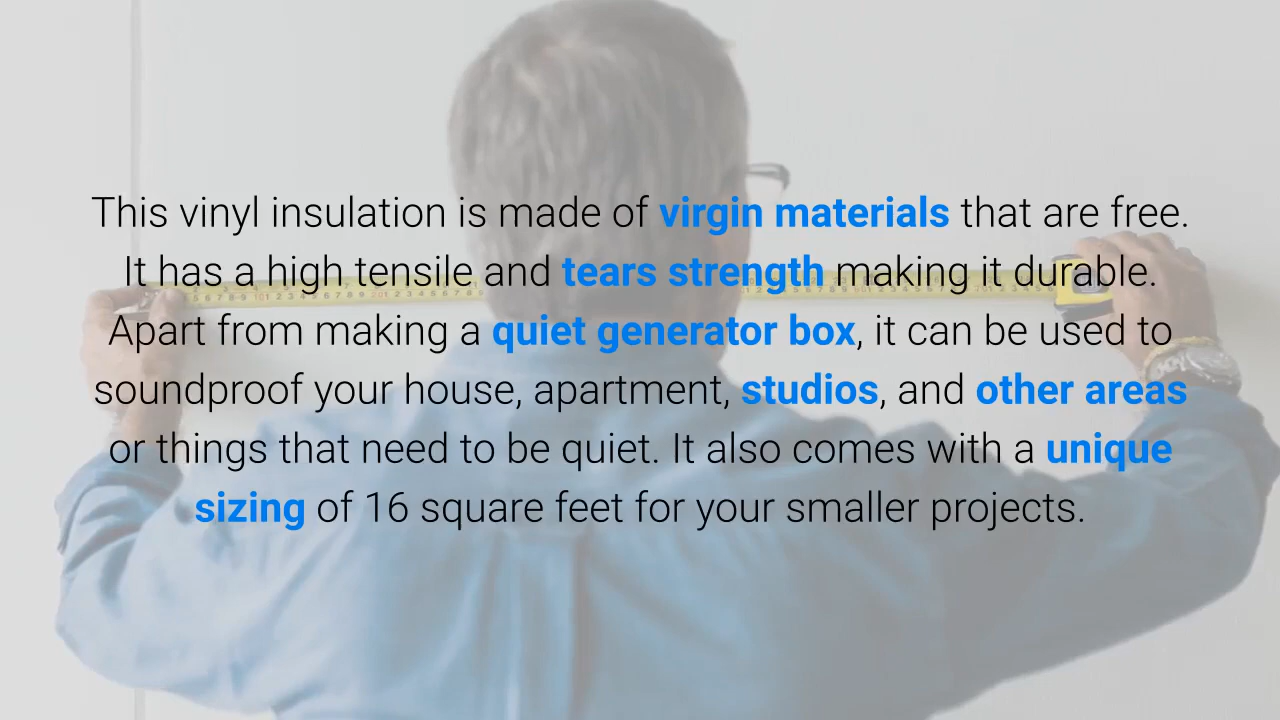 This vinyl insulation is made of virgin materials that are free.
It has a high tensile and tears strength making it durable.
Apart from making a quiet generator box, it can be used to
soundproof your house, apartment, studios, and other areas
or things that need to be quiet. It also comes with a unique
sizing of 16 square feet for your smaller projects.